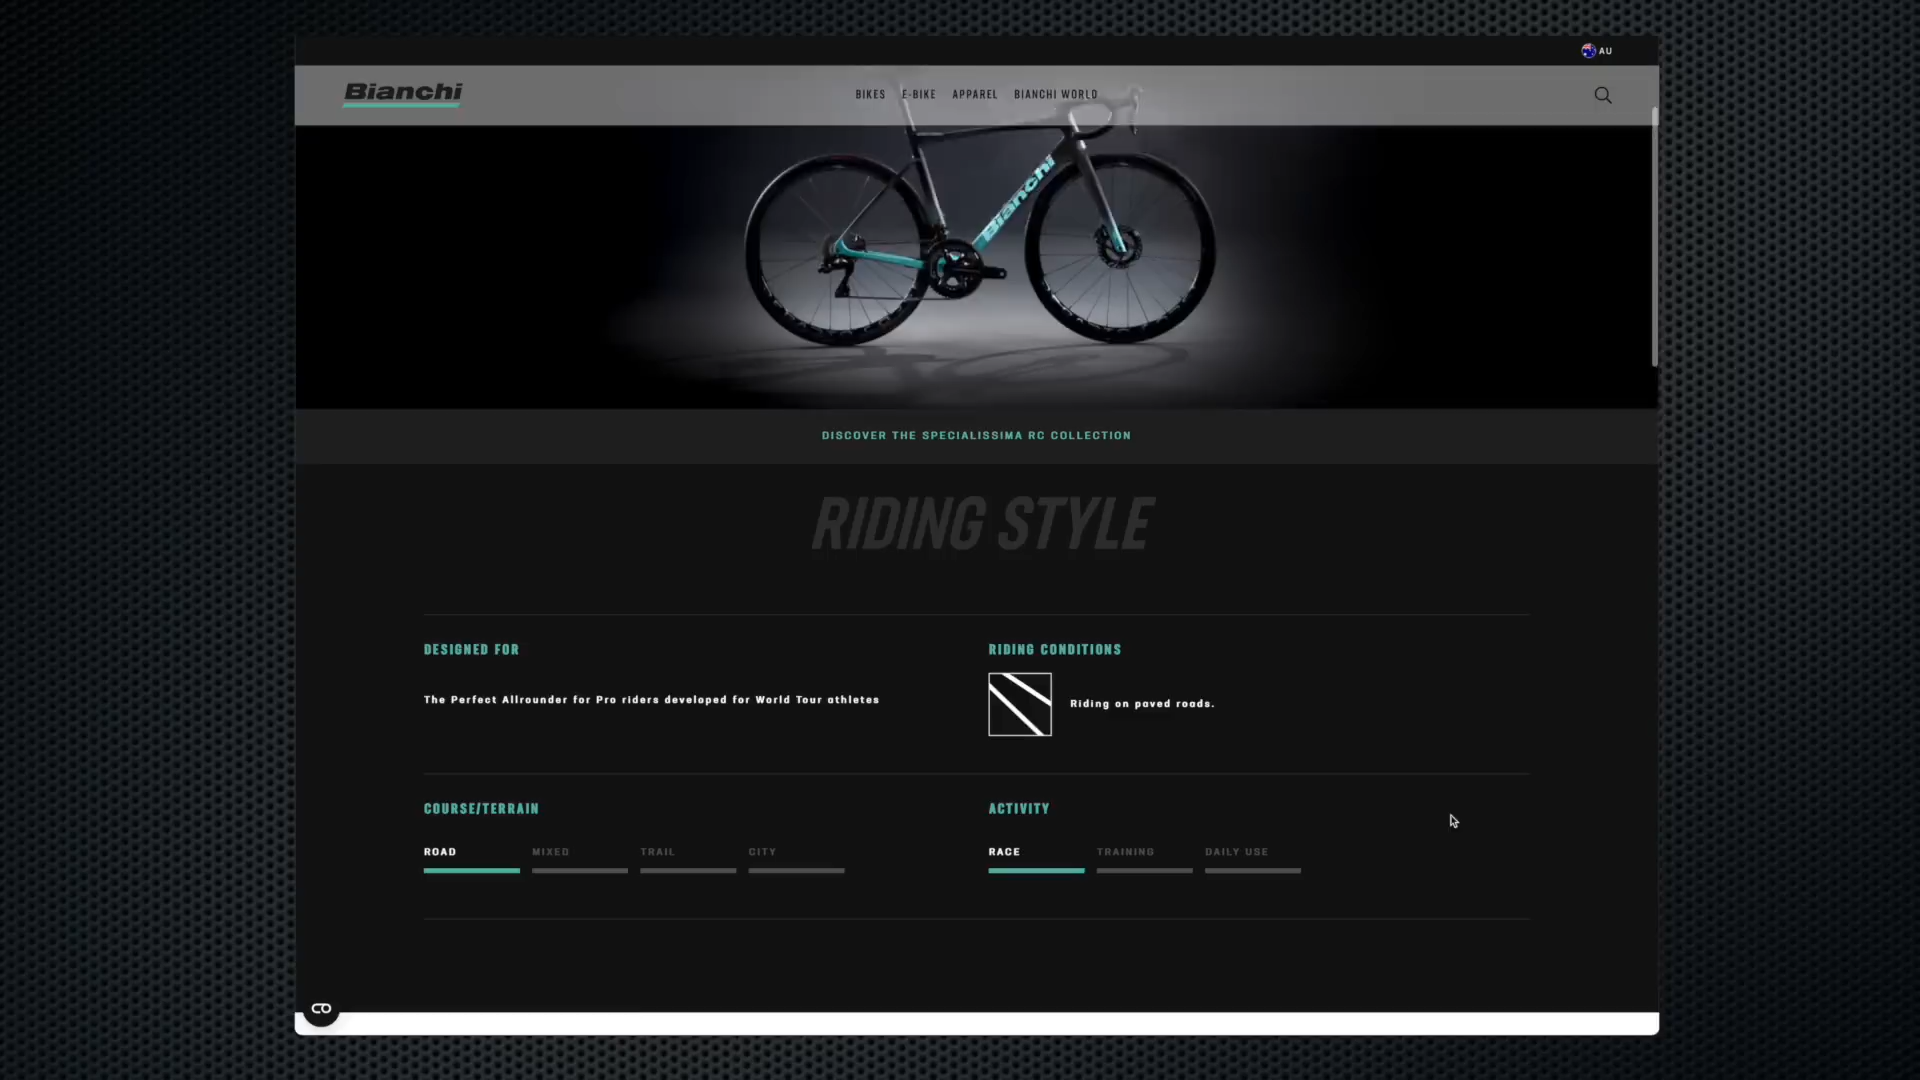 AU
Bianchi
BIKES E-BIKE APPAREL BIANCHI WORLD
Bianchi
DISCOVER THE SPECIALISSIMA RC COLLECTION
RIDING STYLE
DESIGNED FOR
The Perfect Allrounder for Pro riders developed for World Tour athletes
RIDING CONDITIONS
Riding on paved roads.
COURSE/TERRAIN
ROAD MIXED TRAIL CITY
ACTIVITY
RACE TRAINING DAILY USE